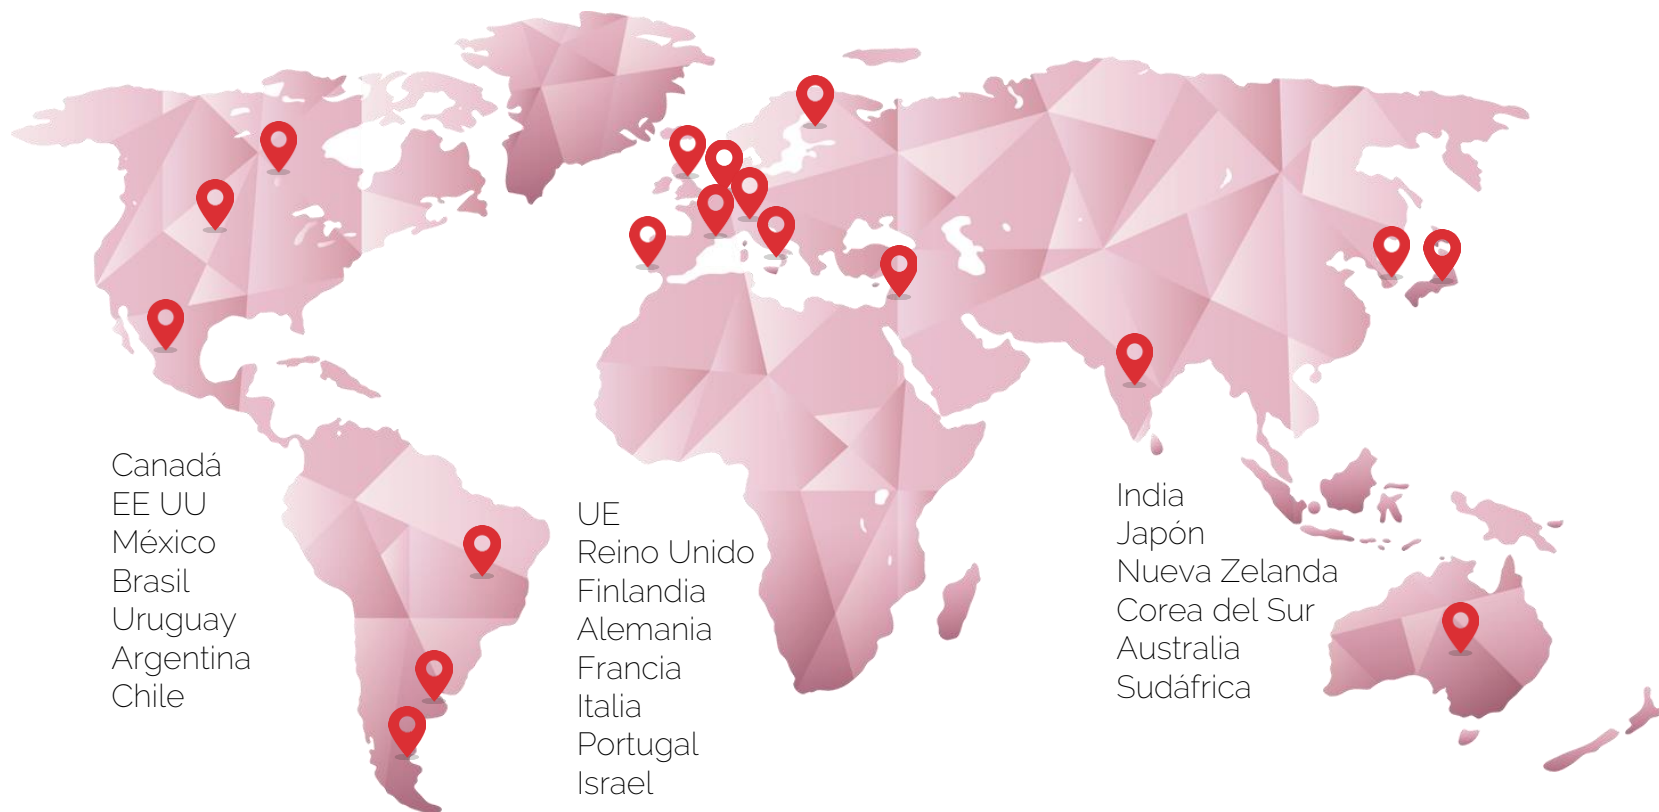 Canadá
EE UU
México
Brasil
Uruguay
Argentina
Chile
UE
Reino Unido
Finlandia
Alemania
Francia
Italia
Portugal
Israel
India
Japón
Nueva Zelanda
Corea del Sur
Australia
Sudáfrica